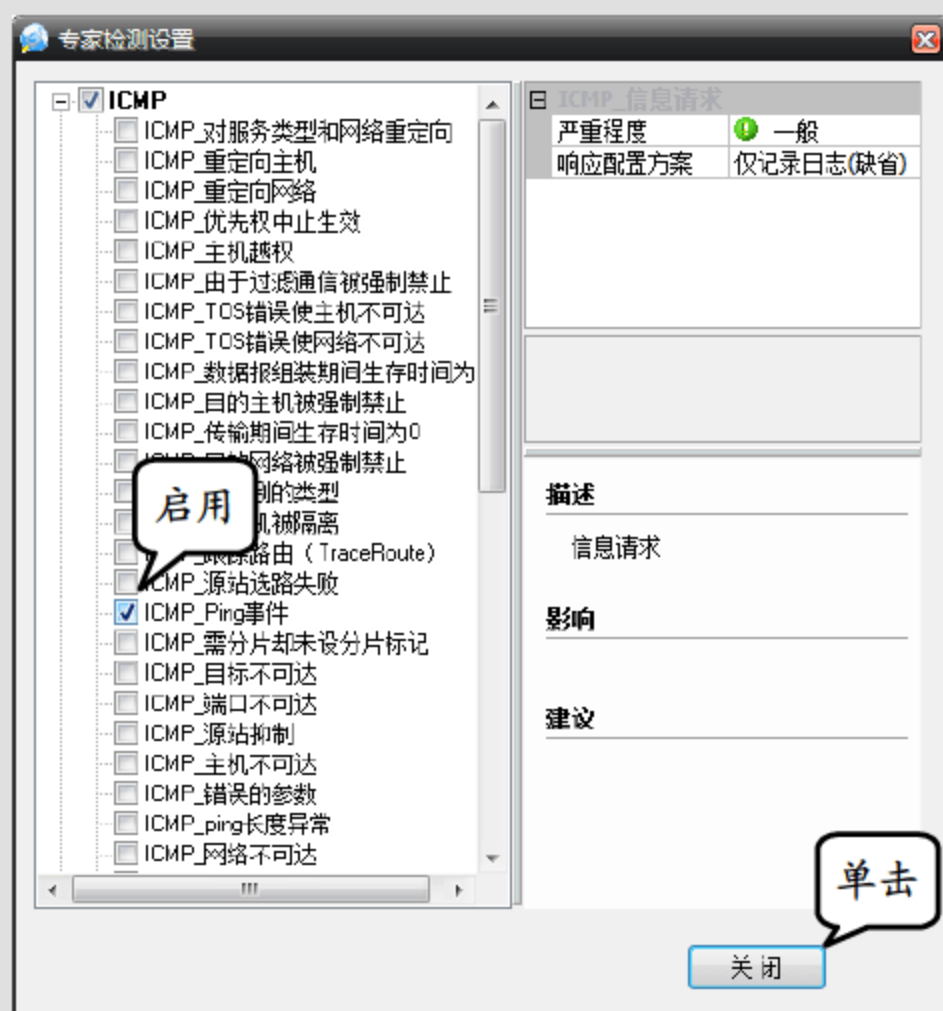 专家检测设置
ICMP
ICMP_对服务类型和网络重定向
ICMP_重定向主机
ICMP_重定向网络
ICMP_优先权中止生效
ICMP_主机越权
ICMP_由于过滤通信被强制禁止
ICMP_TOS错误使主机不可达
ICMP_TOS错误使网络不可达
ICMP_数据报组装期间生存时间为
ICMP_目的主机被强制禁止
ICMP_传输期间生存时间为0
网络被强制禁止
的类型
机被隔离
路由（TraceRoute）
ICMP_源站选路失败
ICMP_Ping事件
ICMP_需分片却未设分片标记
ICMP_目标不可达
ICMP_端口不可达
ICMP_源站抑制
ICMP_主机不可达
ICMP_错误的参数
ICMP_ping长度异常
ICMP_网络不可达
启用
ICMP_信息请求
严重程度 一般
响应配置方案 仅记录日志(缺省)
描述
信息请求
影响
建议
单击
关闭